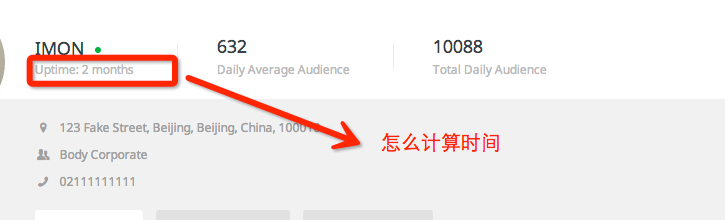 IMON
632
10088
Uptime: 2 months
Daily Average Audience
Total Daily Audience
123 Fake Street, Beijing, Beijing, China, 100010
怎么计算时间
Body Corporate
02111111111